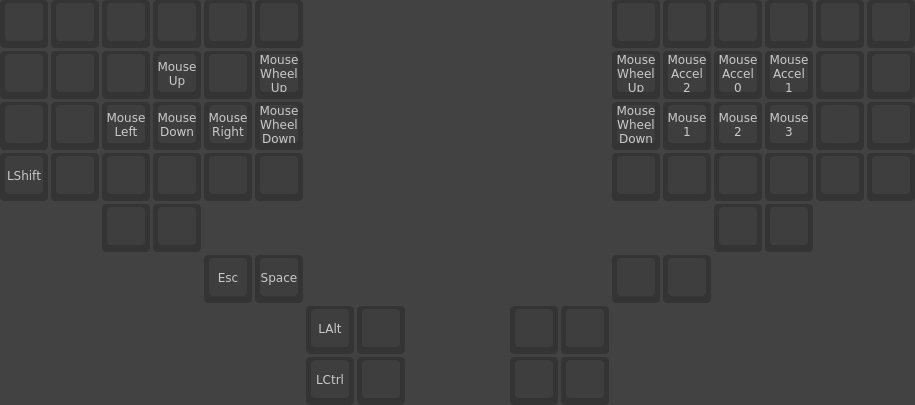 Mouse
Up
Mouse
Wheel
Up
Mouse
Wheel
Up
Mouse
Accel
2
Mouse
Accel
0
Mouse
Accel
1
Mouse
Left
Mouse
Down
Mouse
Right
Mouse
Wheel
Down
Mouse
Wheel
Down
Mouse
1
Mouse
2
Mouse
3
LShift
Esc
Space
LAlt
LCtrl